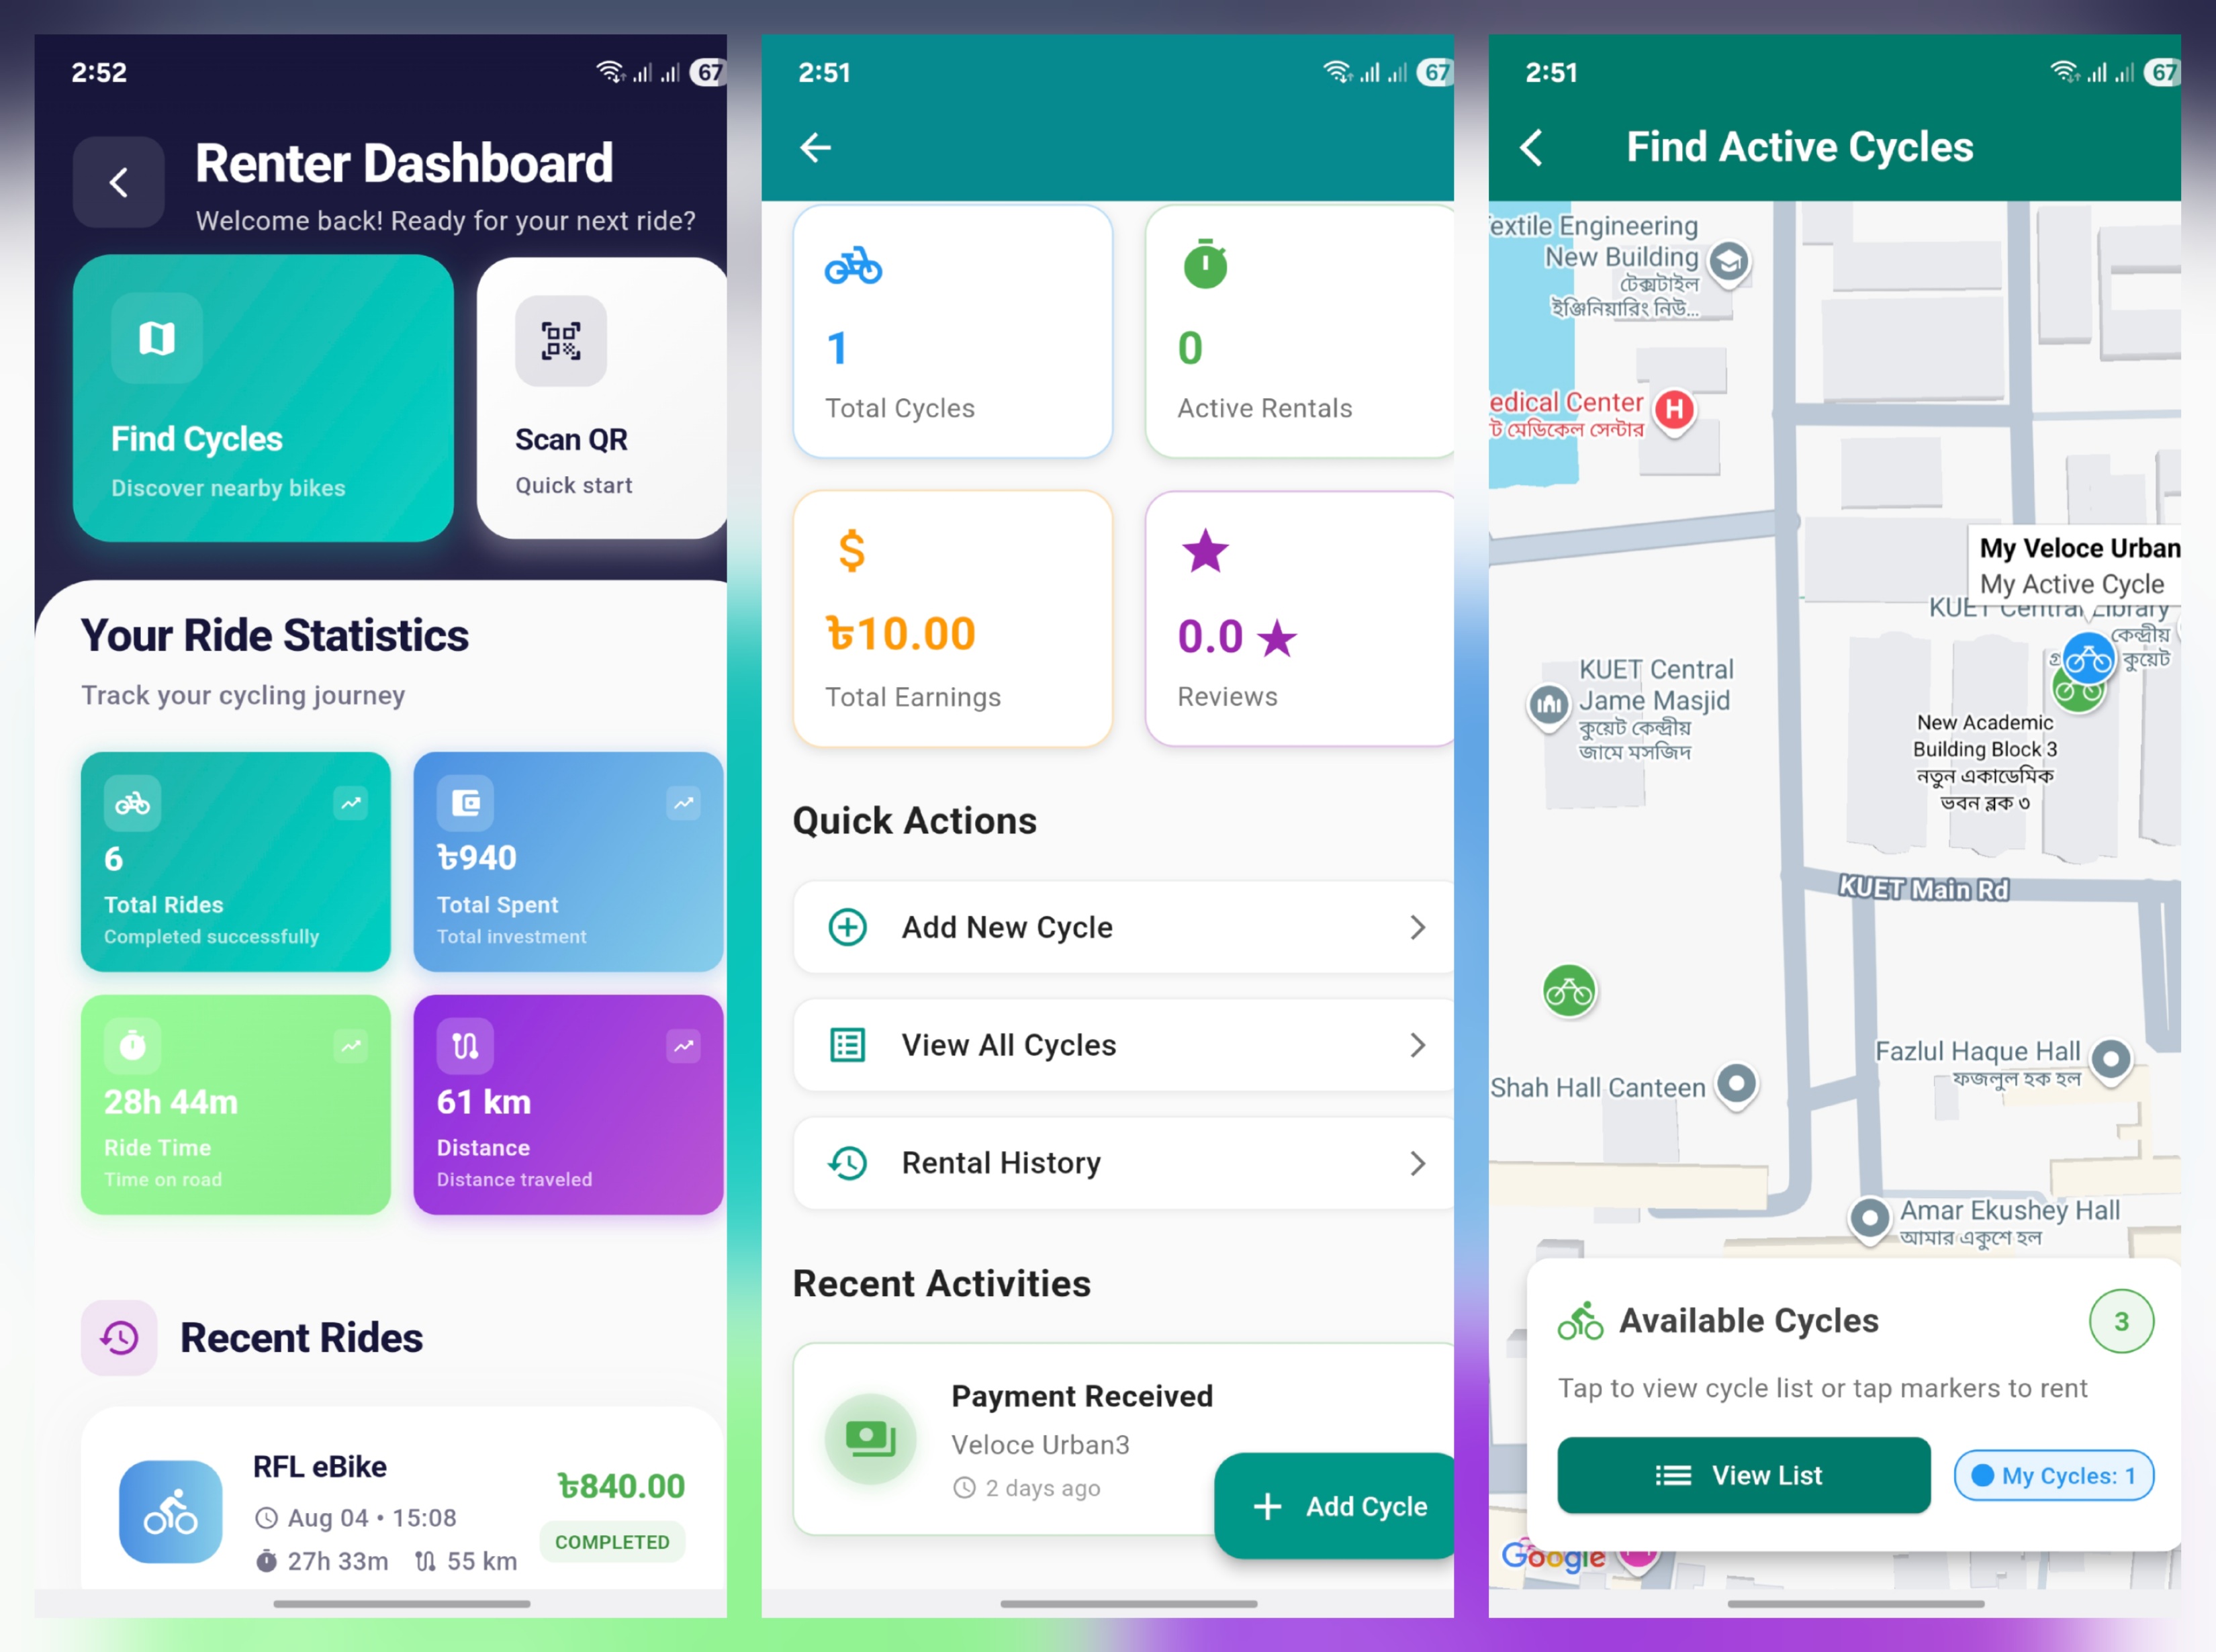 2:52
67
Renter Dashboard
Welcome back! Ready for your next ride?
Find Cycles
Discover nearby bikes
Scan QR
Quick start
Your Ride Statistics
Track your cycling journey
6
Total Rides
Completed successfully
৳940
Total Spent
Total investment
28h 44m
Ride Time
Time on road
61 km
Distance
Distance traveled
Recent Rides
RFL eBike
Aug 04 • 15:08
27h 33m
55 km
৳840.00
COMPLETED
2:51
67
1
Total Cycles
0
Active Rentals
$
৳10.00
Total Earnings
0.0 ★
Reviews
Quick Actions
Add New Cycle
View All Cycles
Rental History
Recent Activities
Payment Received
Veloce Urban3
2 days ago
+ Add Cycle
2:51
67
Find Active Cycles
extile Engineering
New Building
টেক্সটাইল
ইঞ্জিনিয়ারিং নিউ...
edical Center
ট মেডিকেল সেন্টার
H
My Veloce Urban
My Active Cycle
KUET Central Library
কেন্দ্রীয়
কুয়েট
KUET Central
Jame Masjid
কুয়েট কেন্দ্রীয়
জামে মসজিদ
New Academic
Building Block 3
নতুন একাডেমিক
ভবন ব্লক ৩
KUET Main Rd
Fazlul Haque Hall
ফজলুল হক হল
Shah Hall Canteen
Amar Ekushey Hall
আমার একুশে হল
Available Cycles
3
Tap to view cycle list or tap markers to rent
View List
My Cycles: 1
Google